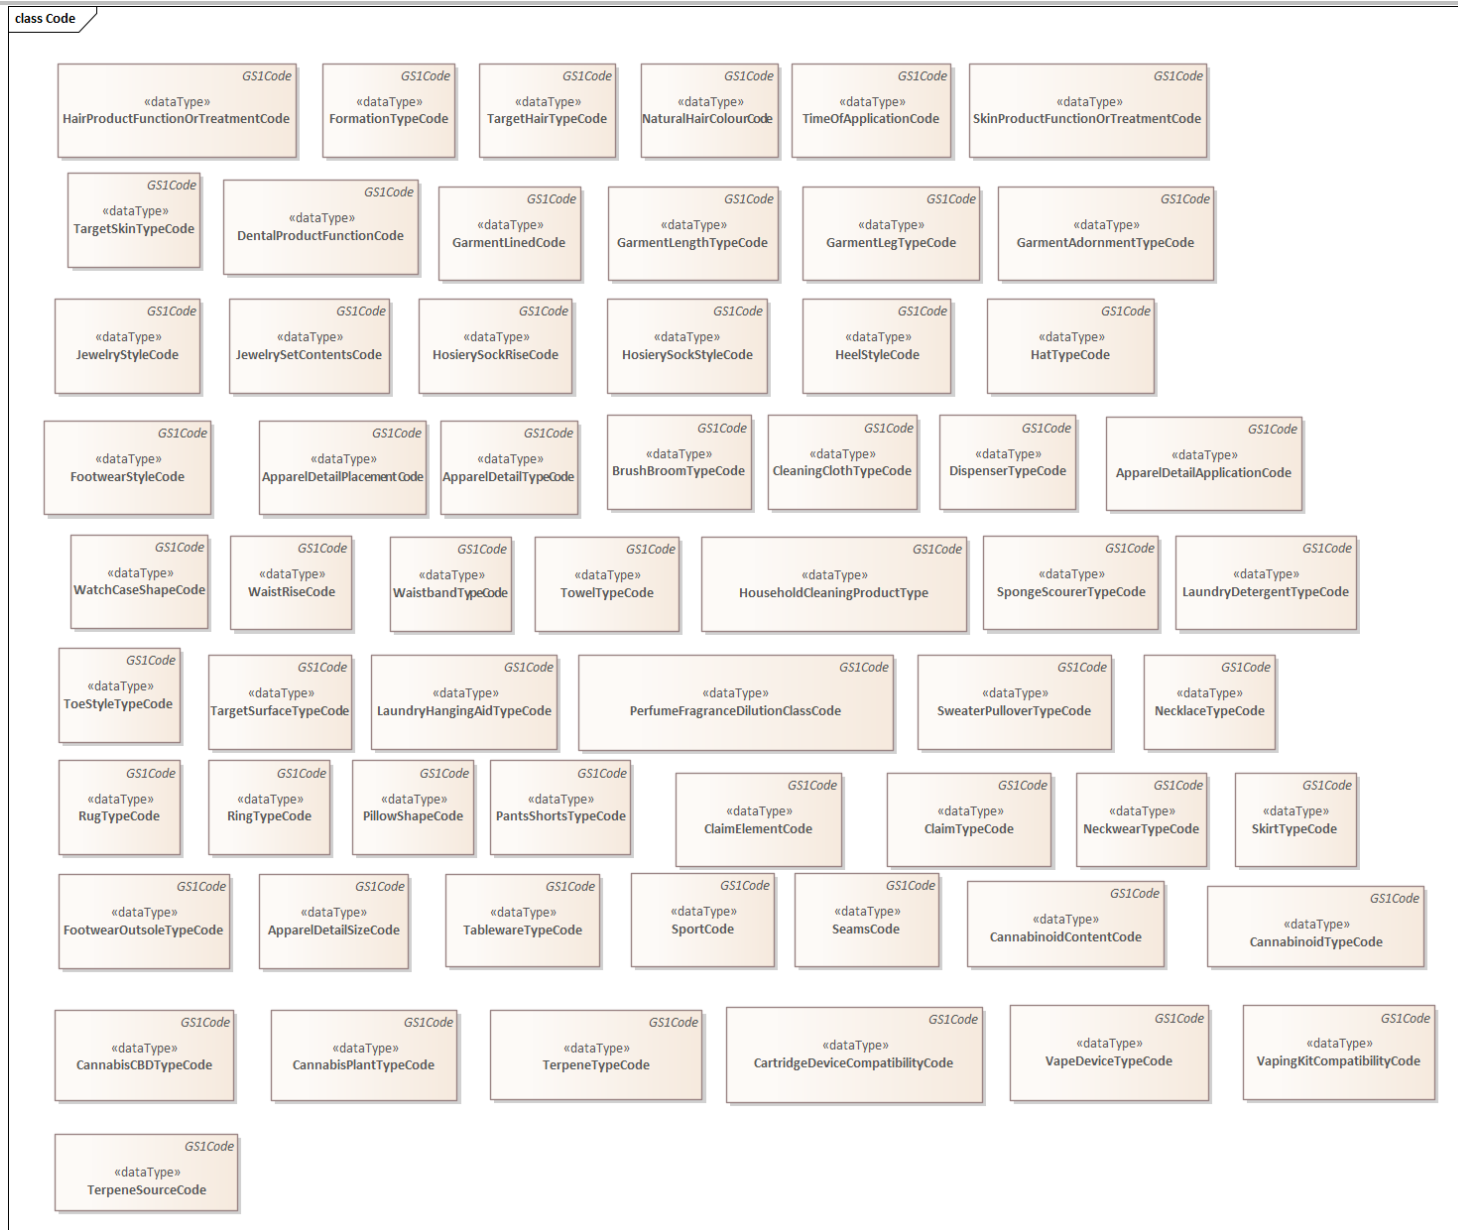 class Code
GS1Code
«dataType»
HairProductFunctionOrTreatmentCode
GS1Code
«dataType»
FormationTypeCode
GS1Code
«dataType»
TargetHairTypeCode
GS1Code
«dataType»
NaturalHairColourCode
GS1Code
«dataType»
TimeOfApplicationCode
GS1Code
«dataType»
SkinProductFunctionOrTreatmentCode
GS1Code
«dataType»
TargetSkinTypeCode
GS1Code
«dataType»
DentalProductFunctionCode
GS1Code
«dataType»
GarmentLinedCode
GS1Code
«dataType»
GarmentLengthTypeCode
GS1Code
«dataType»
GarmentLegTypeCode
GS1Code
«dataType»
GarmentAdornmentTypeCode
GS1Code
«dataType»
JewelryStyleCode
GS1Code
«dataType»
JewelrySetContentsCode
GS1Code
«dataType»
HosierySockRiseCode
GS1Code
«dataType»
HosierySockStyleCode
GS1Code
«dataType»
HeelStyleCode
GS1Code
«dataType»
HatTypeCode
GS1Code
«dataType»
FootwearStyleCode
GS1Code
«dataType»
ApparelDetailPlacementCode
GS1Code
«dataType»
ApparelDetailTypeCode
GS1Code
«dataType»
BrushBroomTypeCode
GS1Code
«dataType»
CleaningClothTypeCode
GS1Code
«dataType»
DispenserTypeCode
GS1Code
«dataType»
ApparelDetailApplicationCode
GS1Code
«dataType»
WatchCaseShapeCode
GS1Code
«dataType»
WaistRiseCode
GS1Code
«dataType»
WaistbandTypeCode
GS1Code
«dataType»
TowelTypeCode
GS1Code
«dataType»
HouseholdCleaningProductType
GS1Code
«dataType»
SpongeScourerTypeCode
GS1Code
«dataType»
LaundryDetergentTypeCode
GS1Code
«dataType»
ToeStyleTypeCode
GS1Code
«dataType»
TargetSurfaceTypeCode
GS1Code
«dataType»
LaundryHangingAidTypeCode
GS1Code
«dataType»
PerfumeFragranceDilutionClassCode
GS1Code
«dataType»
SweaterPulloverTypeCode
GS1Code
«dataType»
NecklaceTypeCode
GS1Code
«dataType»
RugTypeCode
GS1Code
«dataType»
RingTypeCode
GS1Code
«dataType»
PillowShapeCode
GS1Code
«dataType»
PantsShortsTypeCode
GS1Code
«dataType»
ClaimElementCode
GS1Code
«dataType»
ClaimTypeCode
GS1Code
«dataType»
NeckwearTypeCode
GS1Code
«dataType»
SkirtTypeCode
GS1Code
«dataType»
FootwearOutsoleTypeCode
GS1Code
«dataType»
ApparelDetailSizeCode
GS1Code
«dataType»
TablewareTypeCode
GS1Code
«dataType»
SportCode
GS1Code
«dataType»
SeamsCode
GS1Code
«dataType»
CannabinoidContentCode
GS1Code
«dataType»
CannabinoidTypeCode
GS1Code
«dataType»
CannabisCBDTypeCode
GS1Code
«dataType»
CannabisPlantTypeCode
GS1Code
«dataType»
TerpeneTypeCode
GS1Code
«dataType»
CartridgeDeviceCompatibilityCode
GS1Code
«dataType»
VapeDeviceTypeCode
GS1Code
«dataType»
VapingKitCompatibilityCode
GS1Code
«dataType»
TerpeneSourceCode